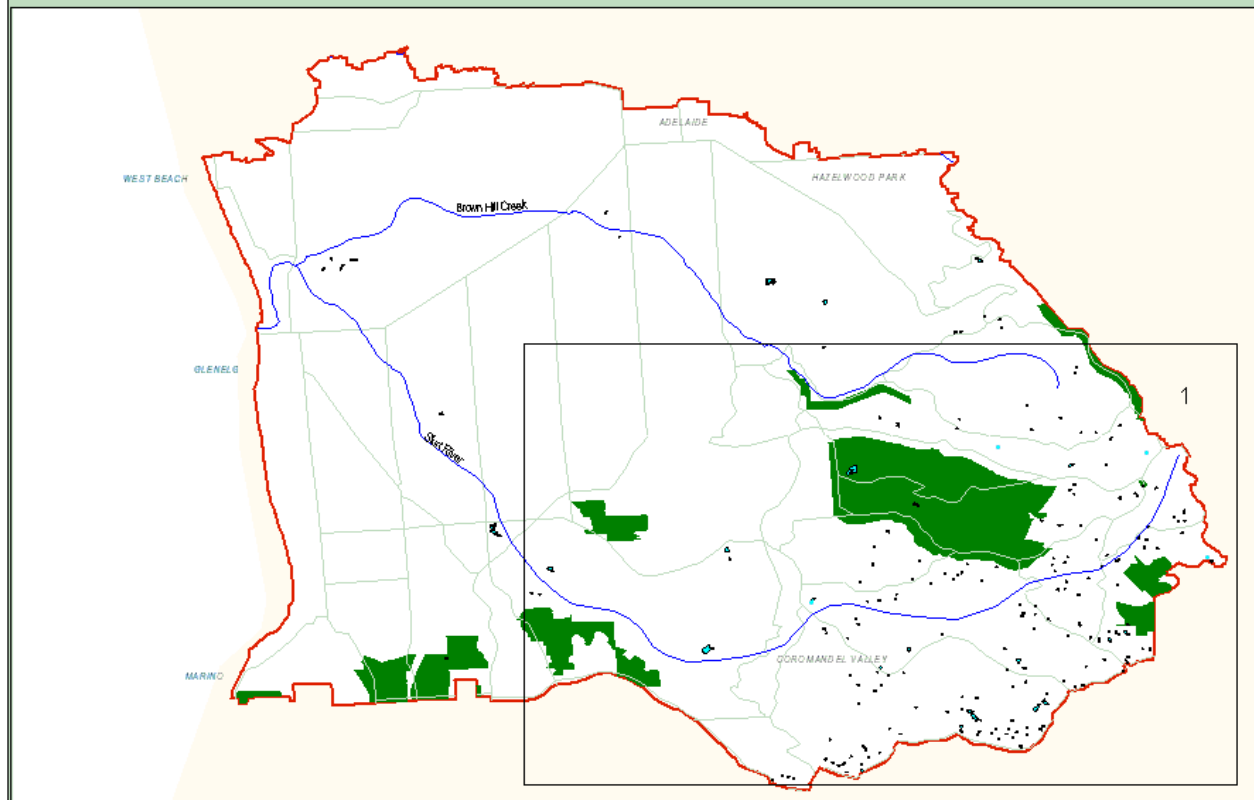 ADELAIDE
WEST BEACH
HAZELWOOD PARK
Brown Hill Creek
GLENELG
1
Sturt River
COROMANDEL VALLEY
MARINO